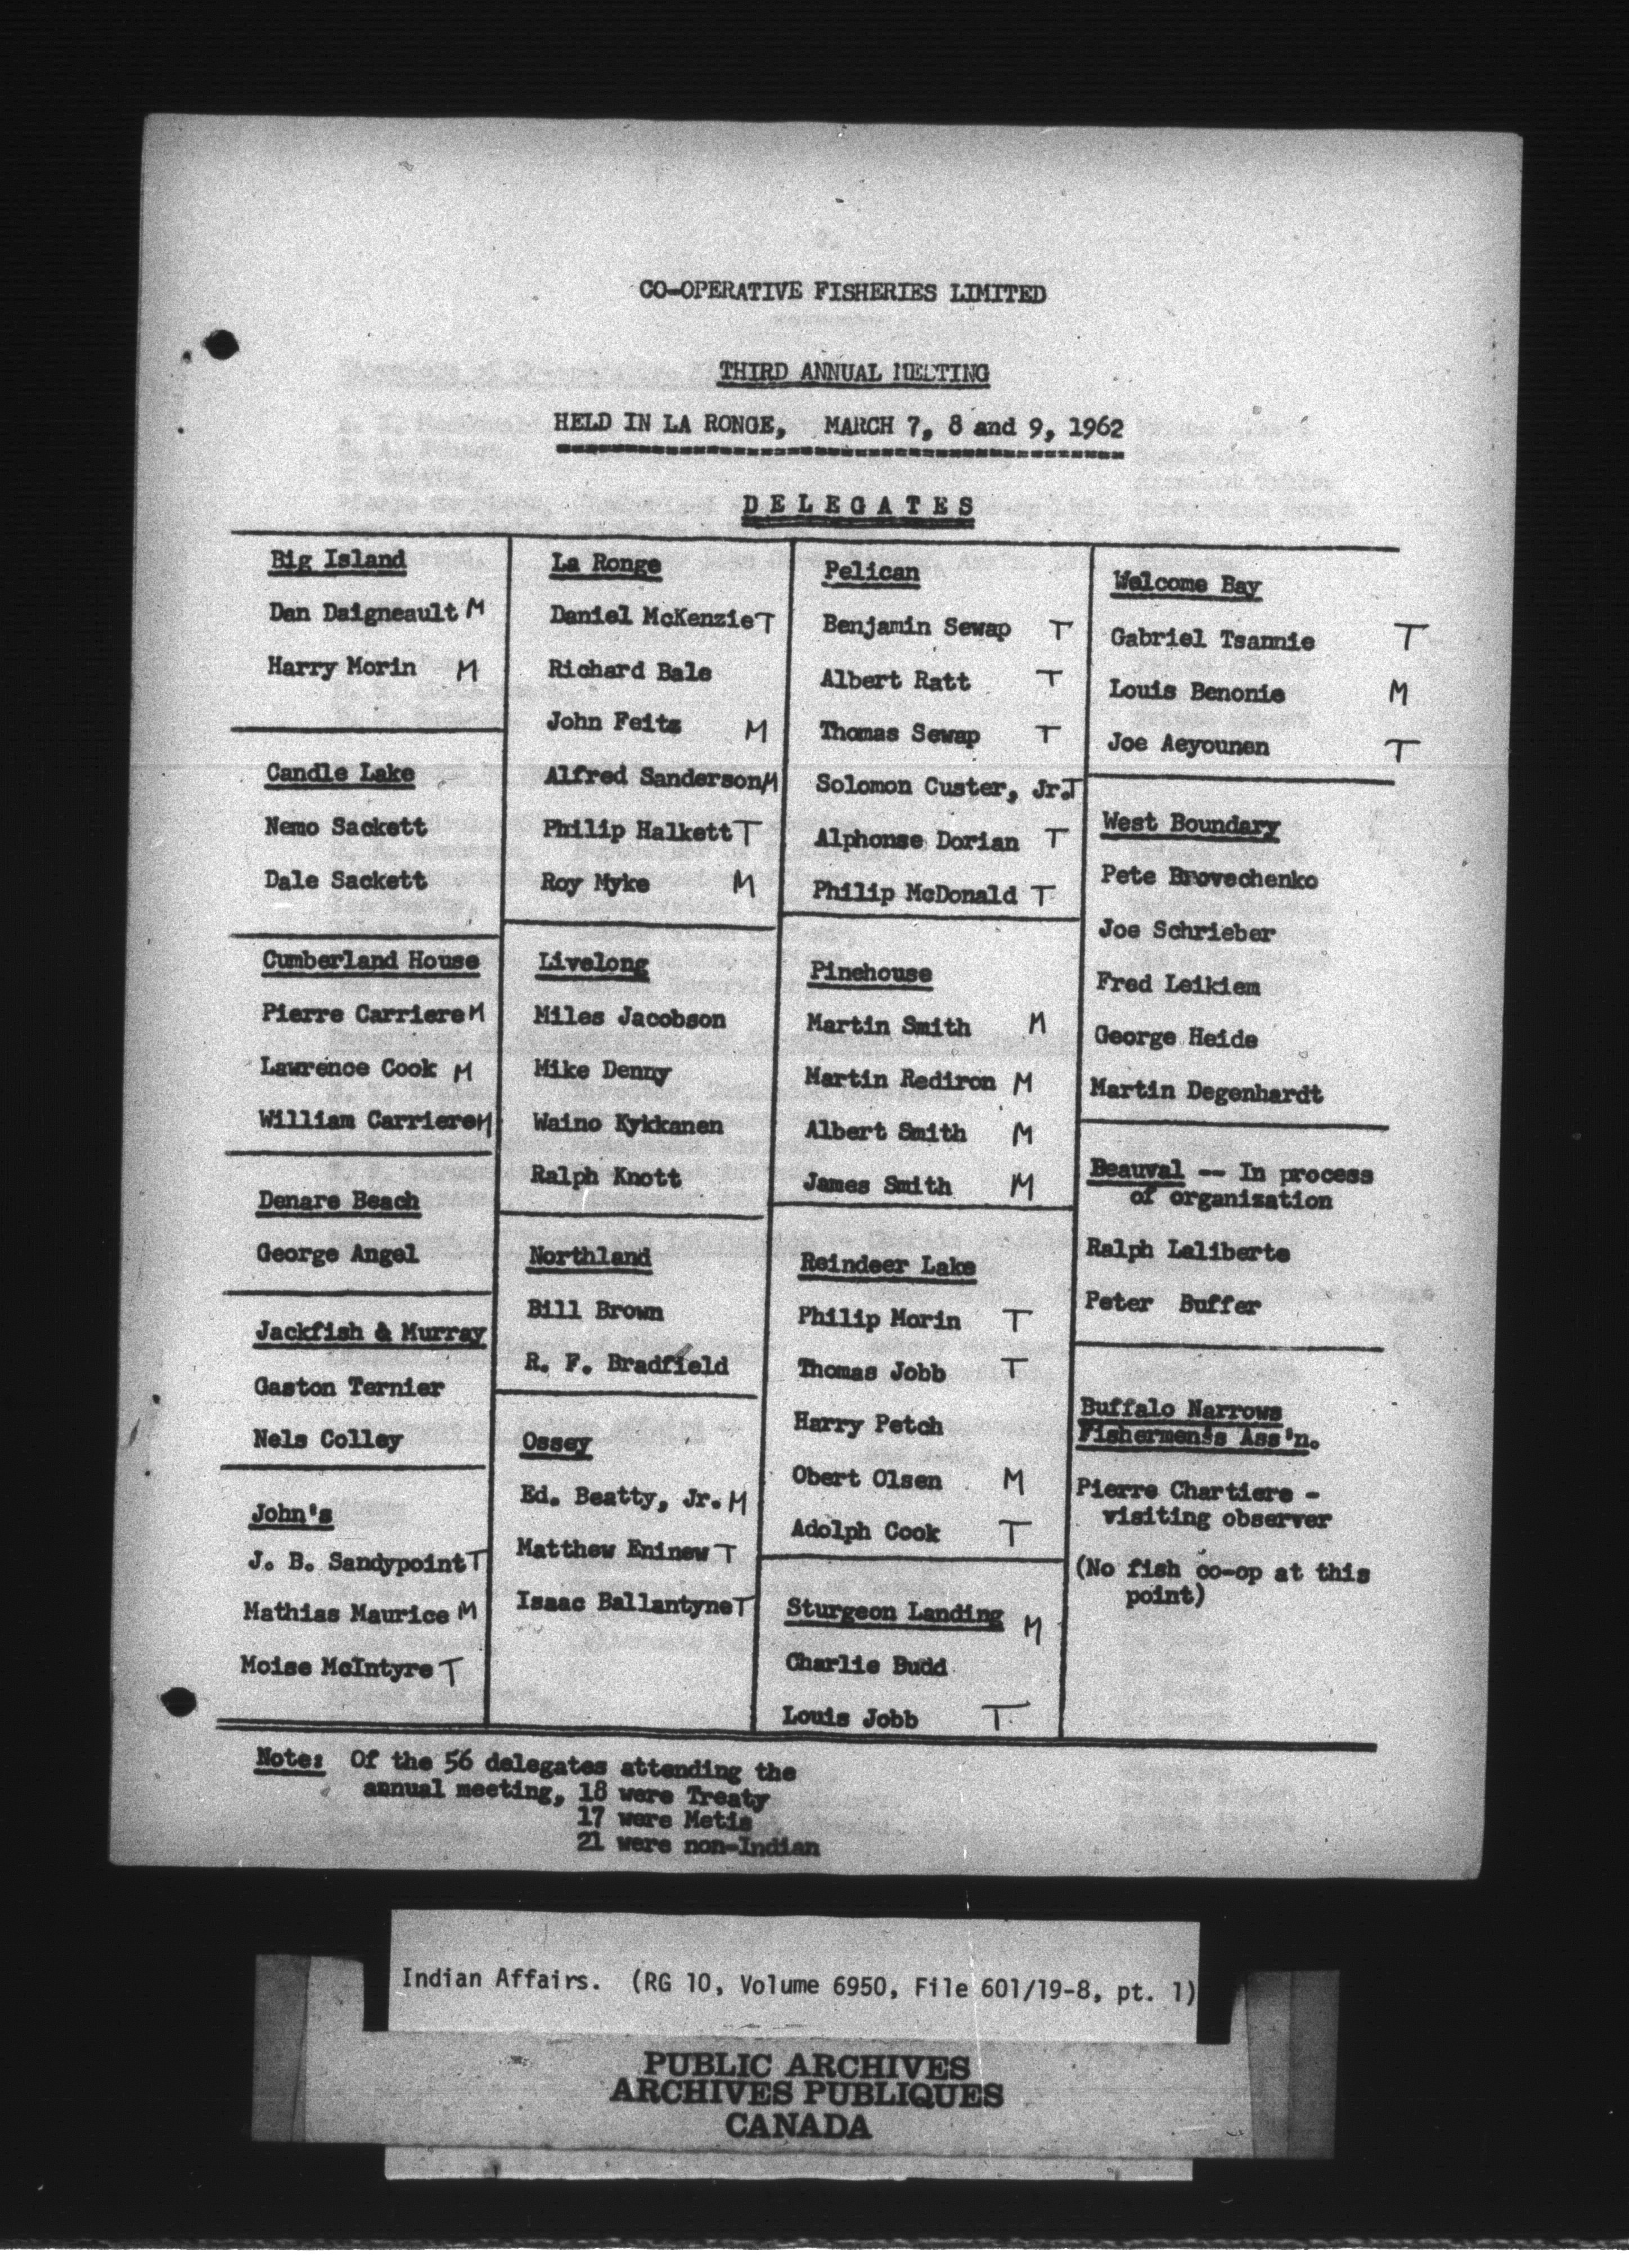 CO-OPERATIVE FISHERIES LIMITED
THIRD ANNUAL MEETING
HELD IN LA RONGE, MARCH 7, 8 and 9, 1962
DELEGATES
Big Island
Dan Daigneault M
Harry Morin M
Candle Lake
Nemo Sackett
Dale Sackett
Cumberland House
Pierre Carriere M
Lawrence Cook M
William Carriere M
Denare Beach
George Angel
Jackfish & Murray
Gaston Ternier
Nels Colley
John's
J. B. Sandypoint T
Mathias Maurice M
Moise McIntyre T
La Ronge
Daniel McKenzie T
Richard Bale
John Feitz M
Alfred Sanderson M
Philip Halkett T
Roy Myke M
Livelong
Miles Jacobson
Mike Denny
Waino Kykkanen
Ralph Knott
Northland
Bill Brown
R. F. Bradfield
Ossey
Ed. Beatty, Jr. M
Matthew Eninew T
Isaac Ballantyne T
Pelican
Benjamin Sewap T
Albert Ratt T
Thomas Sewap T
Solomon Custer, Jr. T
Alphonse Dorian T
Philip McDonald T
Pinehouse
Martin Smith M
Martin Rediron M
Albert Smith M
James Smith M
Reindeer Lake
Philip Morin T
Thomas Jobb T
Harry Petch
Obert Olsen M
Adolph Cook T
Sturgeon Landing
M
Charlie Budd
Louis Jobb T
Welcome Bay
Gabriel Tsannie T
Louis Benonie M
Joe Aeyounen T
West Boundary
Pete Brovechenko
Joe Schrieber
Fred Leikiem
George Heide
Martin Degenhardt
Beauval -- In process
of organization
Ralph Laliberte
Peter Buffer
Buffalo Narrows
Fishermen's Ass'n.
Pierre Chartiere -
visiting observer
(No fish co-op at this
point)
Note: Of the 56 delegates attending the
annual meeting, 18 were Treaty
17 were Metis
21 were non-Indian
Indian Affairs. (RG 10, Volume 6950, File 601/19-8, pt. 1)
PUBLIC ARCHIVES
ARCHIVES PUBLIQUES
CANADA